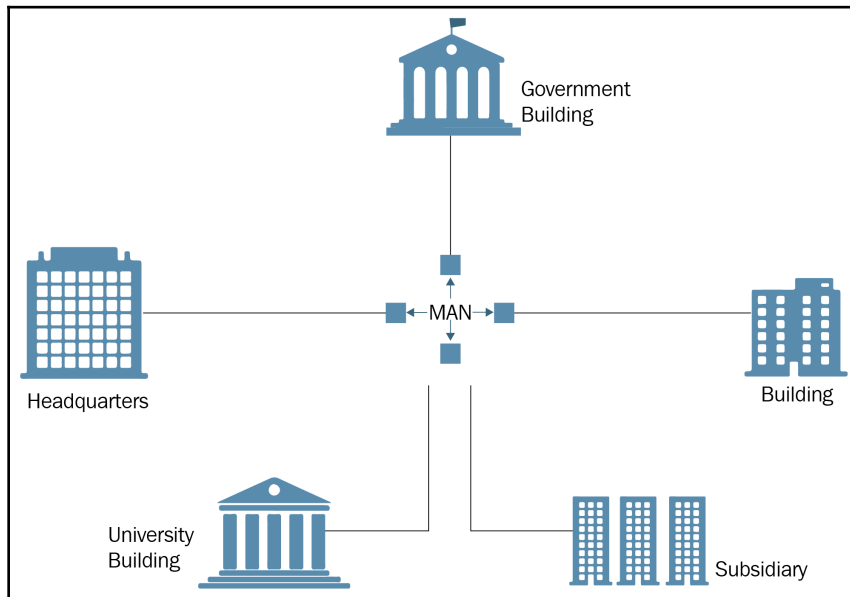 Government
Building
MAN
Headquarters
Building
University
Building
Subsidiary